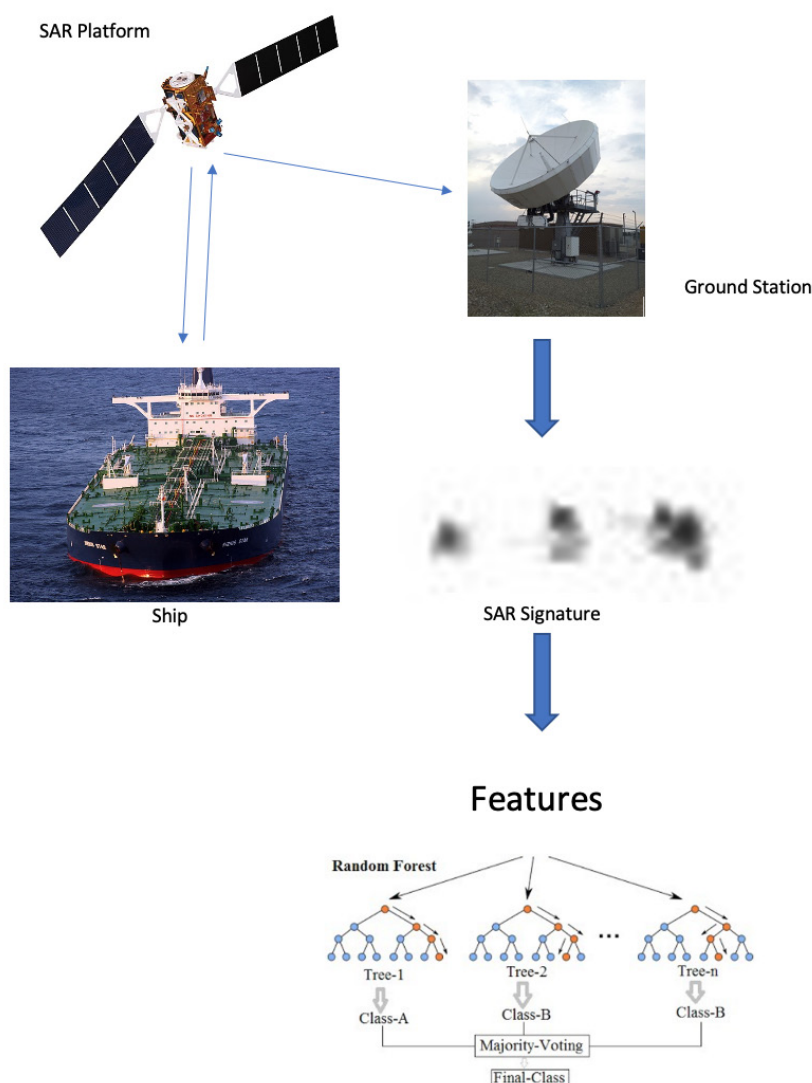 SAR Platform
Ground Station
Ship
SAR Signature
Features
Random Forest
...
Tree-1
Tree-2
Tree-n
Class-A
Class-B
Class-B
Majority-Voting
Final-Class